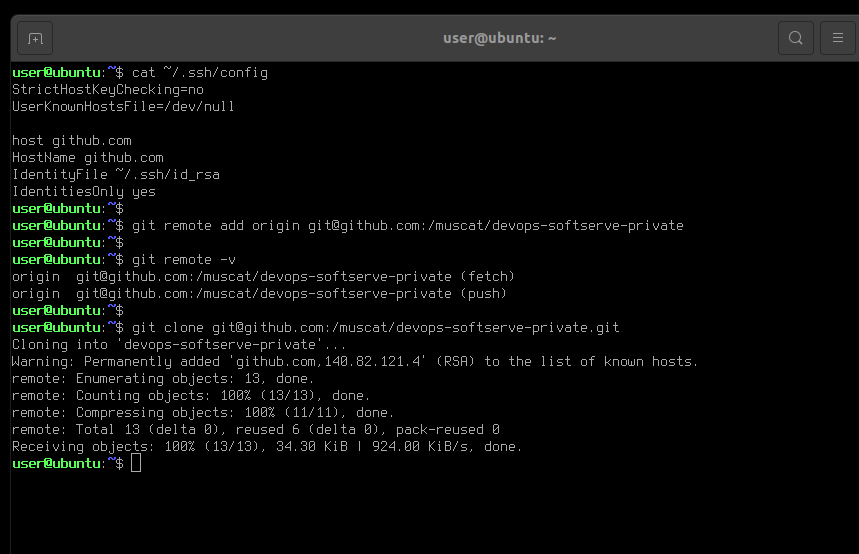 user@ubuntu: ~
user@ubuntu:~$ cat ~/.ssh/config
StrictHostKeyChecking=no
UserKnownHostsFile=/dev/null
host github.com
HostName github.com
IdentityFile ~/.ssh/id_rsa
IdentitiesOnly yes
user@ubuntu:~$
user@ubuntu:~$ git remote add origin git@github.com:/muscat/devops-softserve-private
user@ubuntu:~$
user@ubuntu:~$ git remote -v
origin  git@github.com:/muscat/devops-softserve-private (fetch)
origin  git@github.com:/muscat/devops-softserve-private (push)
user@ubuntu:~$
user@ubuntu:~$ git clone git@github.com:/muscat/devops-softserve-private.git
Cloning into 'devops-softserve-private'...
Warning: Permanently added 'github.com,140.82.121.4' (RSA) to the list of known hosts.
remote: Enumerating objects: 13, done.
remote: Counting objects: 100% (13/13), done.
remote: Compressing objects: 100% (11/11), done.
remote: Total 13 (delta 0), reused 6 (delta 0), pack-reused 0
Receiving objects: 100% (13/13), 34.30 KiB | 924.00 KiB/s, done.
user@ubuntu:~$